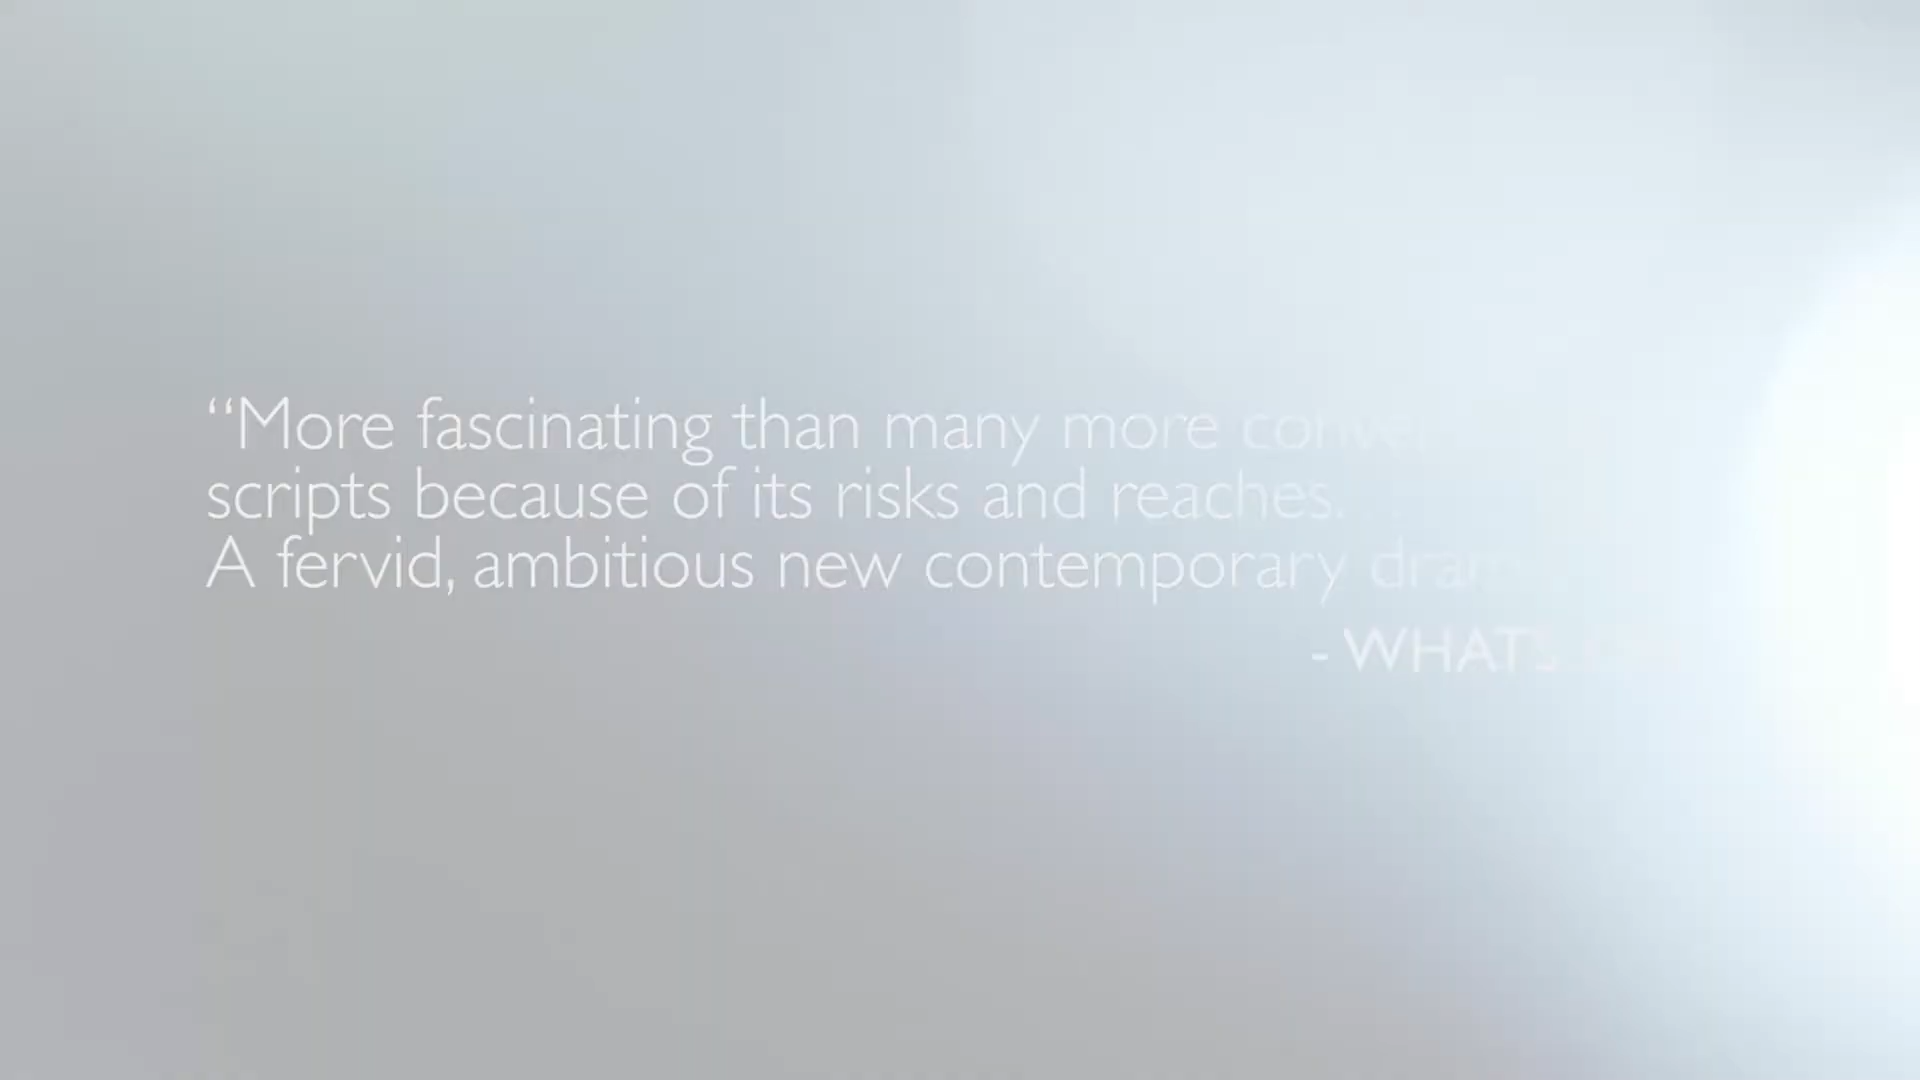 “More fascinating than many more
scripts because of its risks and reaches. . .
A fervid, ambitious new contemporary
- WHAT'S